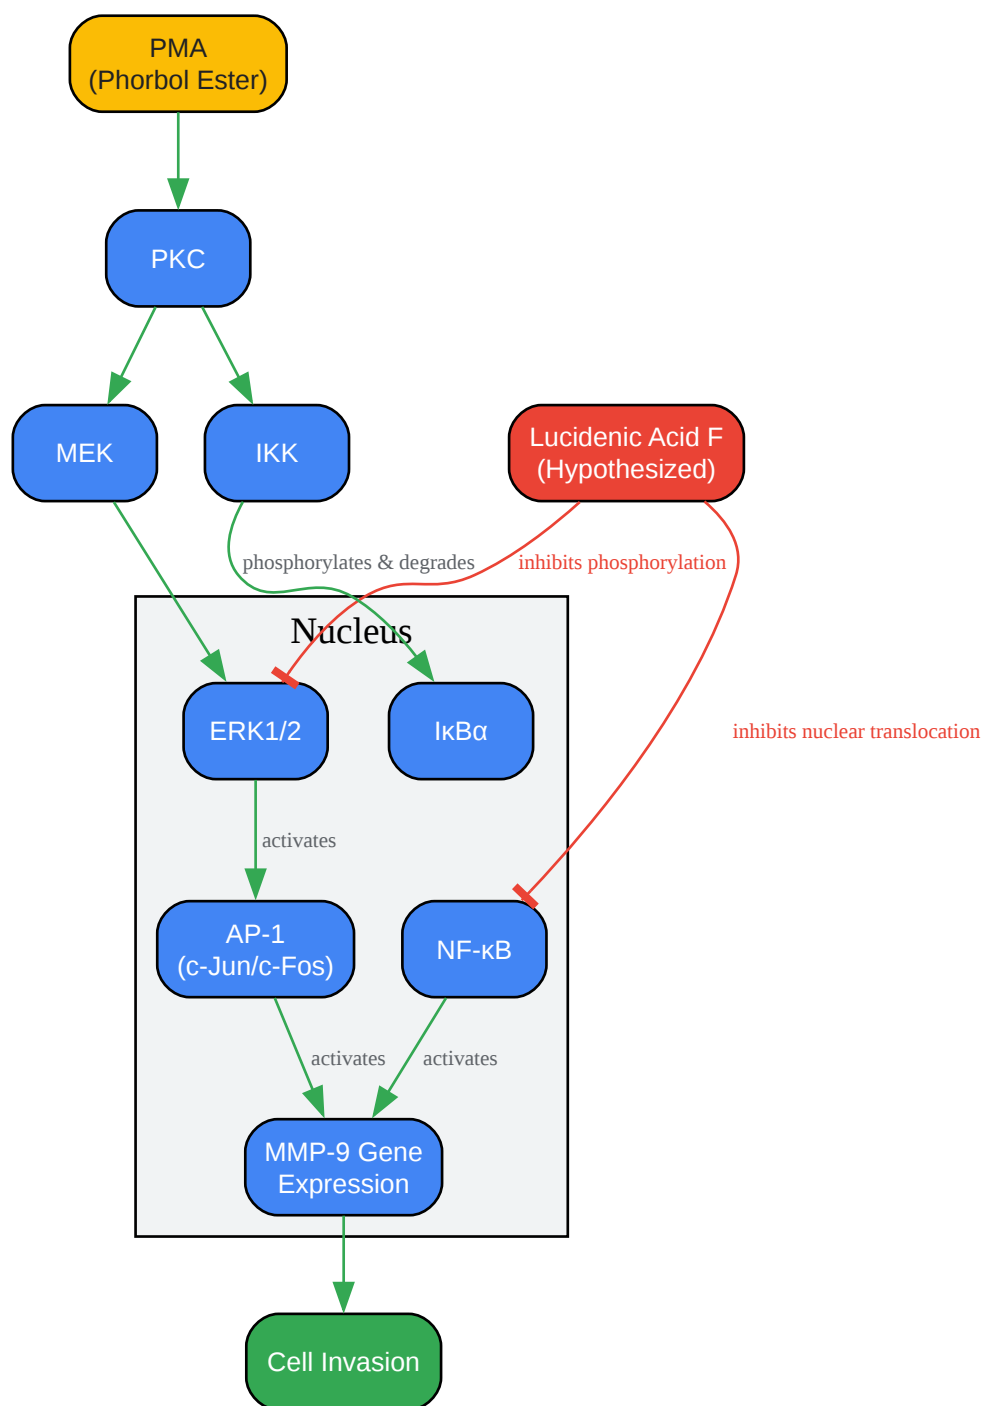 PMA
(Phorbol Ester)
PKC
MEK
IKK
Lucidenic Acid F
(Hypothesized)
phosphorylates & degrades
inhibits phosphorylation
Nucleus
ERK1/2
IκBα
inhibits nuclear translocation
activates
AP-1
(c-Jun/c-Fos)
NF-κB
activates
activates
MMP-9 Gene
Expression
Cell Invasion